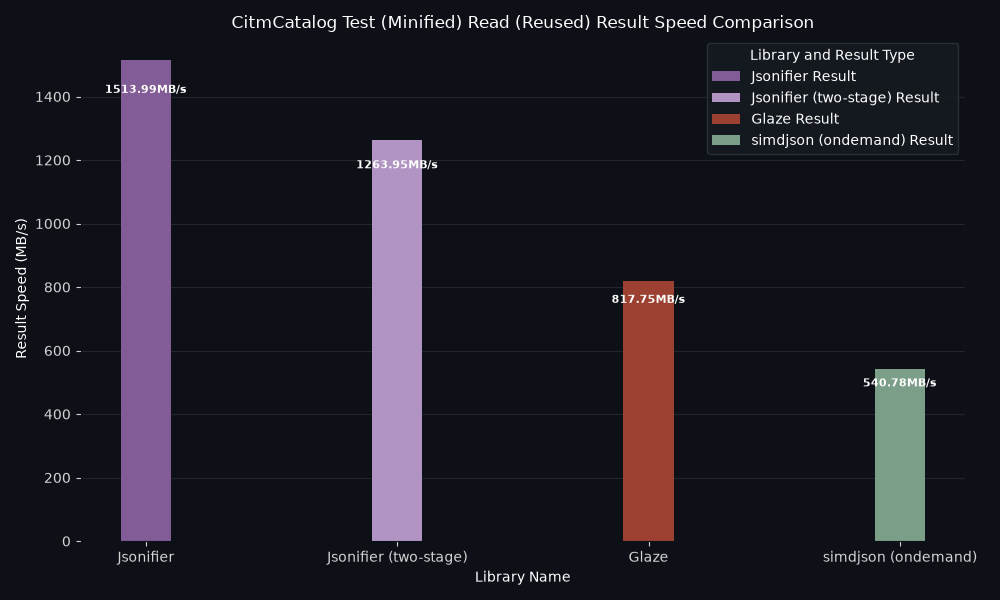 CitmCatalog Test (Minified) Read (Reused) Result Speed Comparison
Library and Result Type
Jsonifier Result
Jsonifier (two-stage) Result
Glaze Result
simdjson (ondemand) Result
1513.99MB/s
1263.95MB/s
817.75MB/s
540.78MB/s
Result Speed (MB/s)
1400
1200
1000
800
600
400
200
0
Jsonifier
Jsonifier (two-stage)
Glaze
simdjson (ondemand)
Library Name